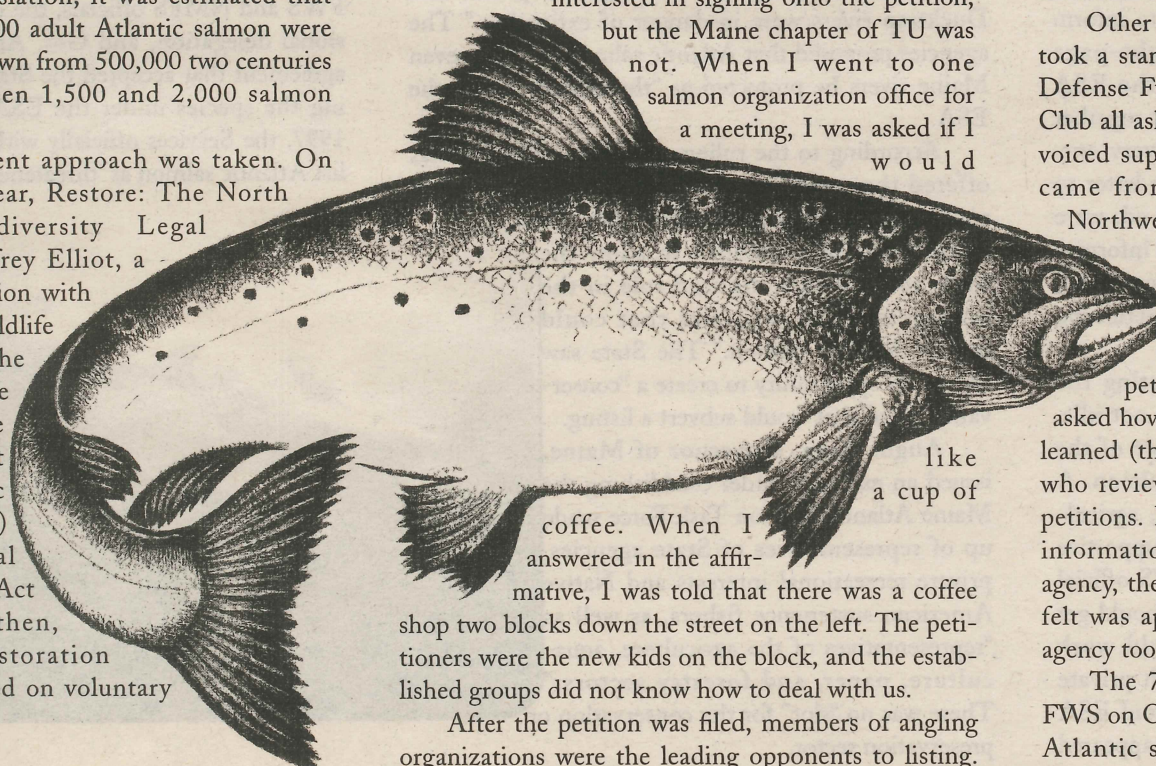 slation, it was estimated that
00 adult Atlantic salmon were
wn from 500,000 two centuries
en 1,500 and 2,000 salmon
ent approach was taken. On
ear, Restore: The North
diversity Legal
frey Elliot, a
ion with
ldlife
he
e
e
t
c
)
al
Act
then,
storation
d on voluntary
interested in signing onto the petition,
but the Maine chapter of TU was
not. When I went to one
salmon organization office for
a meeting, I was asked if I
would
like
a cup of
coffee. When I
answered in the affir-
mative, I was told that there was a coffee
shop two blocks down the street on the left. The peti-
tioners were the new kids on the block, and the estab-
lished groups did not know how to deal with us.
After the petition was filed, members of angling
organizations were the leading opponents to listing.
Other
took a star
Defense F
Club all as
voiced sup
came from
Northwe
pet
asked how
learned (th
who review
petitions. I
informatio
agency, the
felt was ap
agency too
The 7
FWS on O
Atlantic s